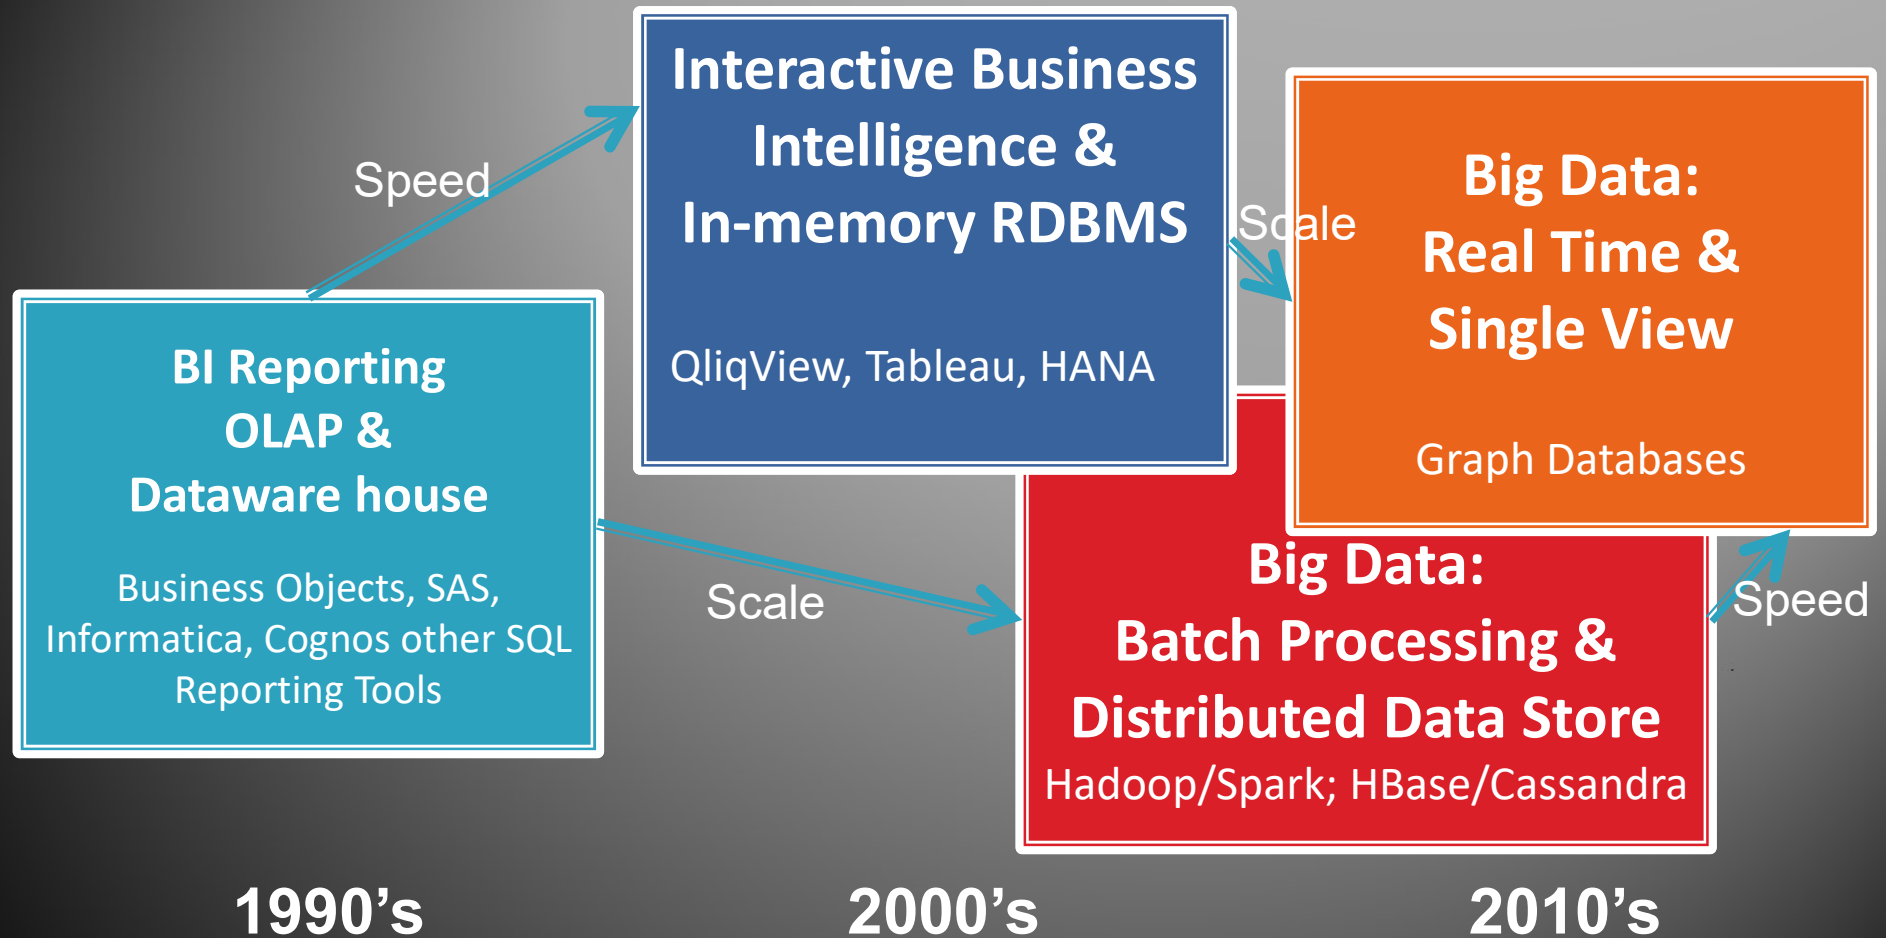 Interactive Business
Intelligence &
In-memory RDBMS
QliqView, Tableau, HANA
Speed
Scale
Big Data:
Real Time &
Single View
Graph Databases
BI Reporting
OLAP &
Dataware house
Business Objects, SAS,
Informatica, Cognos other SQL
Reporting Tools
Scale
Big Data:
Batch Processing &
Distributed Data Store
Hadoop/Spark; HBase/Cassandra
Speed
1990’s
2000’s
2010’s